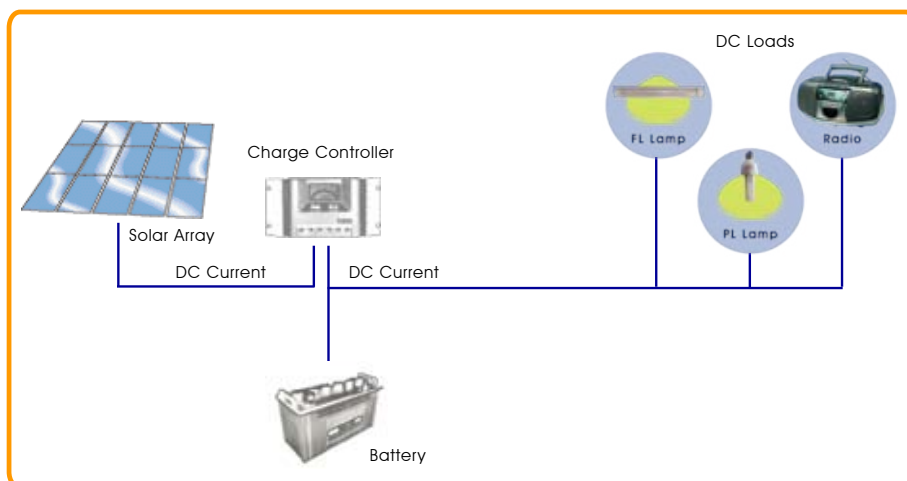 DC Loads
FL Lamp
Radio
Charge Controller
PL Lamp
Solar Array
DC Current
DC Current
Battery